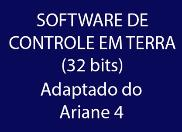 SOFTWARE DE
CONTROLE EM TERRA
(32 bits)
Adaptado do
Ariane 4